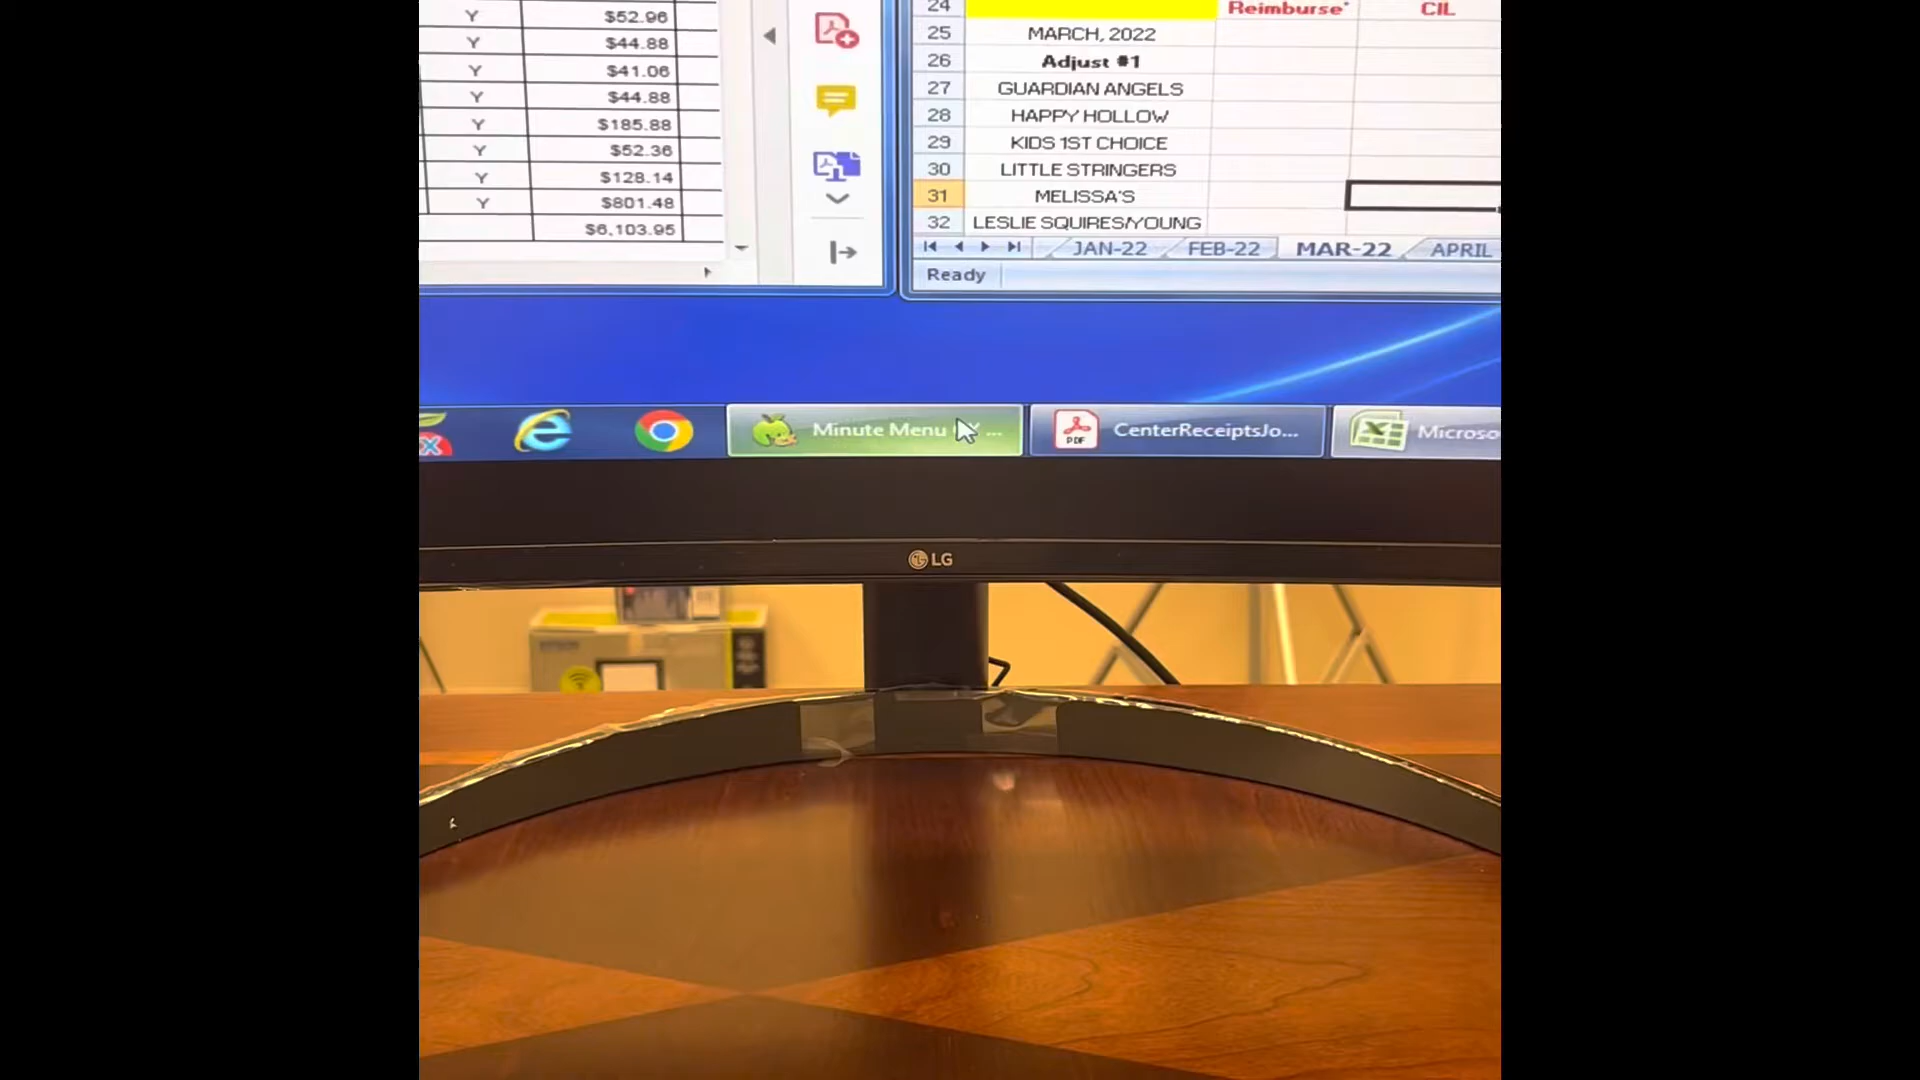 Y $52.96
Y $44.88
Y $41.06
Y $44.88
Y $185.88
Y $52.36
Y $128.14
Y $801.48
$6,103.95
24 Reimburse* CIL
25 MARCH, 2022
26 Adjust #1
27 GUARDIAN ANGELS
28 HAPPY HOLLOW
29 KIDS 1ST CHOICE
30 LITTLE STRINGERS
31 MELISSA'S
32 LESLIE SQUIRES/YOUNG
JAN-22 FEB-22 MAR-22 APRIL
Ready
Minute Menu ...
PDF CenterReceiptsJo...
Microso
LG
EPSON